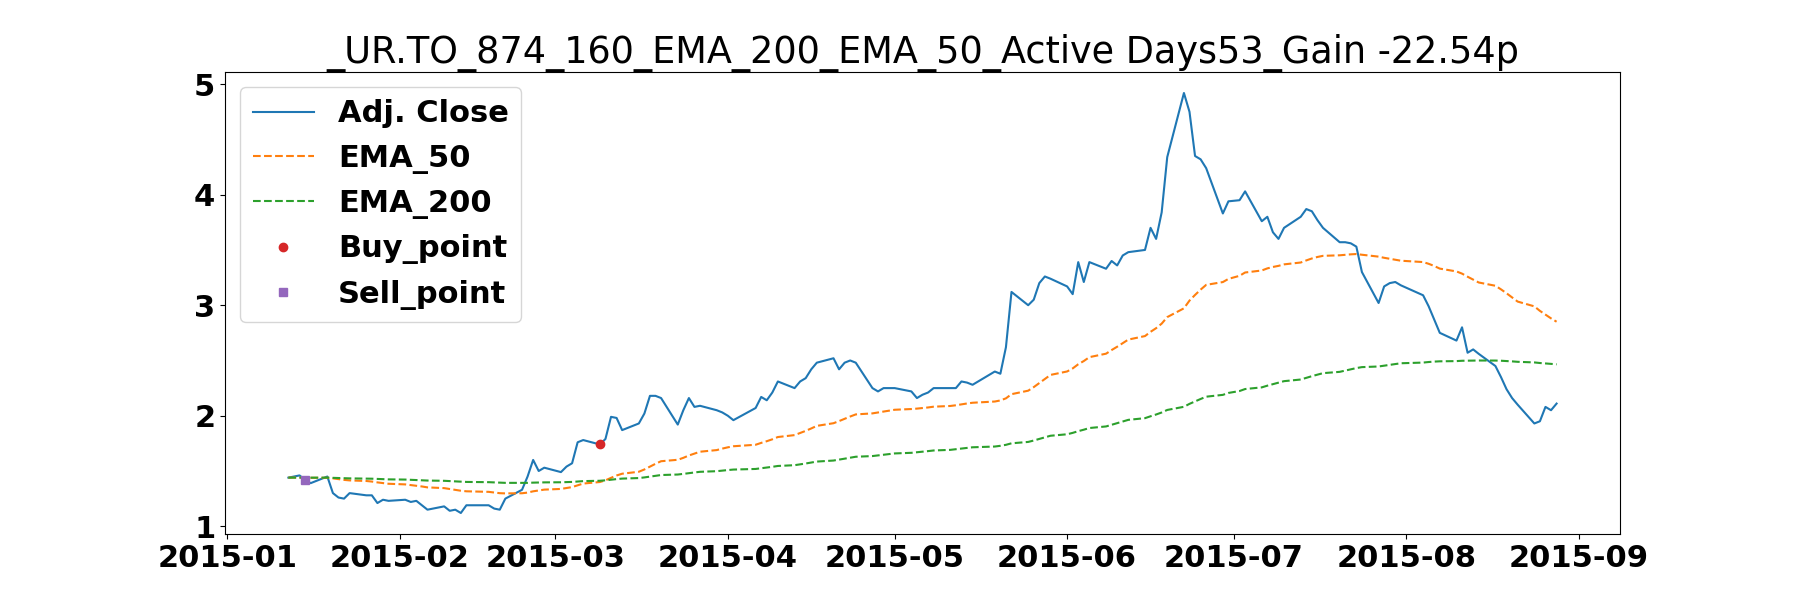 _UR.TO_874_160_EMA_200_EMA_50_Active Days53_Gain -22.54p
5
4
3
2
1
Adj. Close
EMA_50
EMA_200
Buy_point
Sell_point
2015-01 2015-02 2015-03 2015-04 2015-05 2015-06 2015-07 2015-08 2015-09